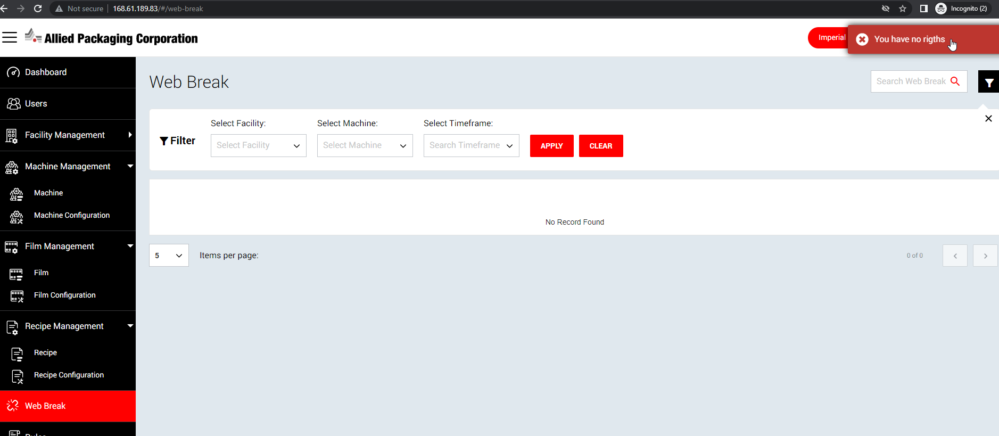 Not secure
168.61.189.83/#/web-break
Incognito (2)
Allied Packaging Corporation
Imperial
You have no rigths
Dashboard
Users
Facility Management
Machine Management
Machine
Machine Configuration
Film Management
Film
Film Configuration
Recipe Management
Recipe
Recipe Configuration
Web Break
Web Break
Search Web Break
Filter
Select Facility:
Select Facility
Select Machine:
Select Machine
Select Timeframe:
Search Timeframe
APPLY
CLEAR
No Record Found
5
Items per page:
0 of 0